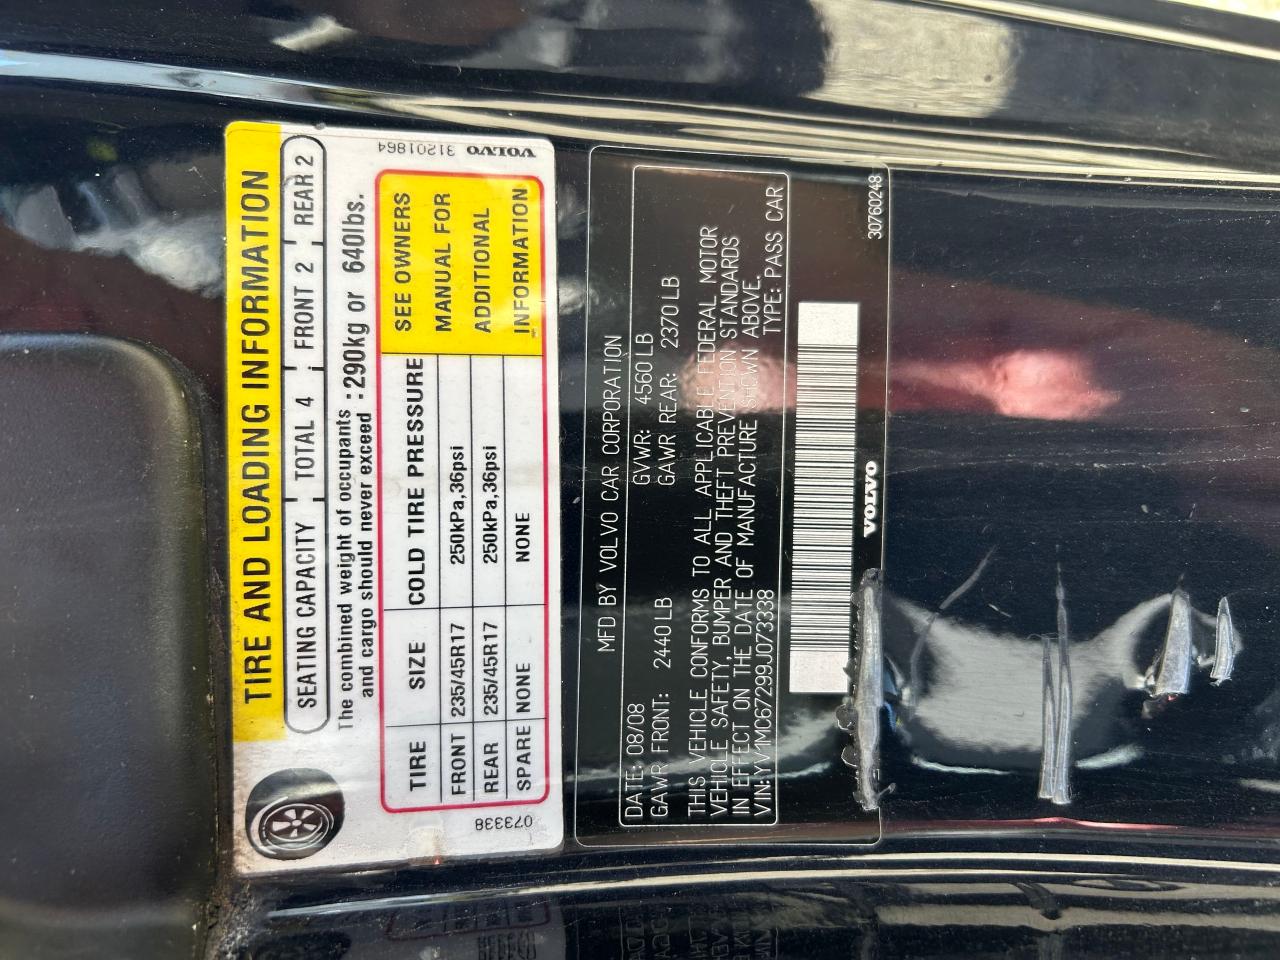 TIRE AND LOADING INFORMATION
SEATING CAPACITY TOTAL 4 FRONT 2 REAR 2
The combined weight of occupants
and cargo should never exceed : 290kg or 640lbs.
TIRE SIZE COLD TIRE PRESSURE SEE OWNERS
FRONT 235/45R17 250kPa,36psi MANUAL FOR
REAR 235/45R17 250kPa,36psi ADDITIONAL
SPARE NONE NONE INFORMATION
073338
VOLVO 31201864
MFD BY VOLVO CAR CORPORATION
DATE: 08/08 GVWR: 4560 LB
GAWR FRONT: 2440 LB GAWR REAR: 2370 LB
THIS VEHICLE CONFORMS TO ALL APPLICABLE FEDERAL MOTOR
VEHICLE SAFETY, BUMPER AND THEFT PREVENTION STANDARDS
IN EFFECT ON THE DATE OF MANUFACTURE SHOWN ABOVE.
VIN:YV1MC67299J073338 TYPE: PASS CAR
VOLVO 30760248